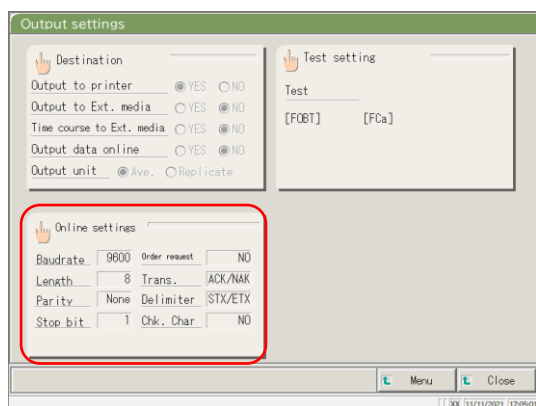 Output settings
Destination
Output to printer YES NO
Output to Ext. media YES NO
Time course to Ext. media YES NO
Output data online YES NO
Output unit Ave. Replicate
Test setting
Test
[FOBT] [FCa]
Online settings
Baudrate 9600 Order request NO
Length 8 Trans. ACK/NAK
Parity None Delimiter STX/ETX
Stop bit 1 Chk. Char NO
Menu Close
XX 11/11/2021 17:05:01